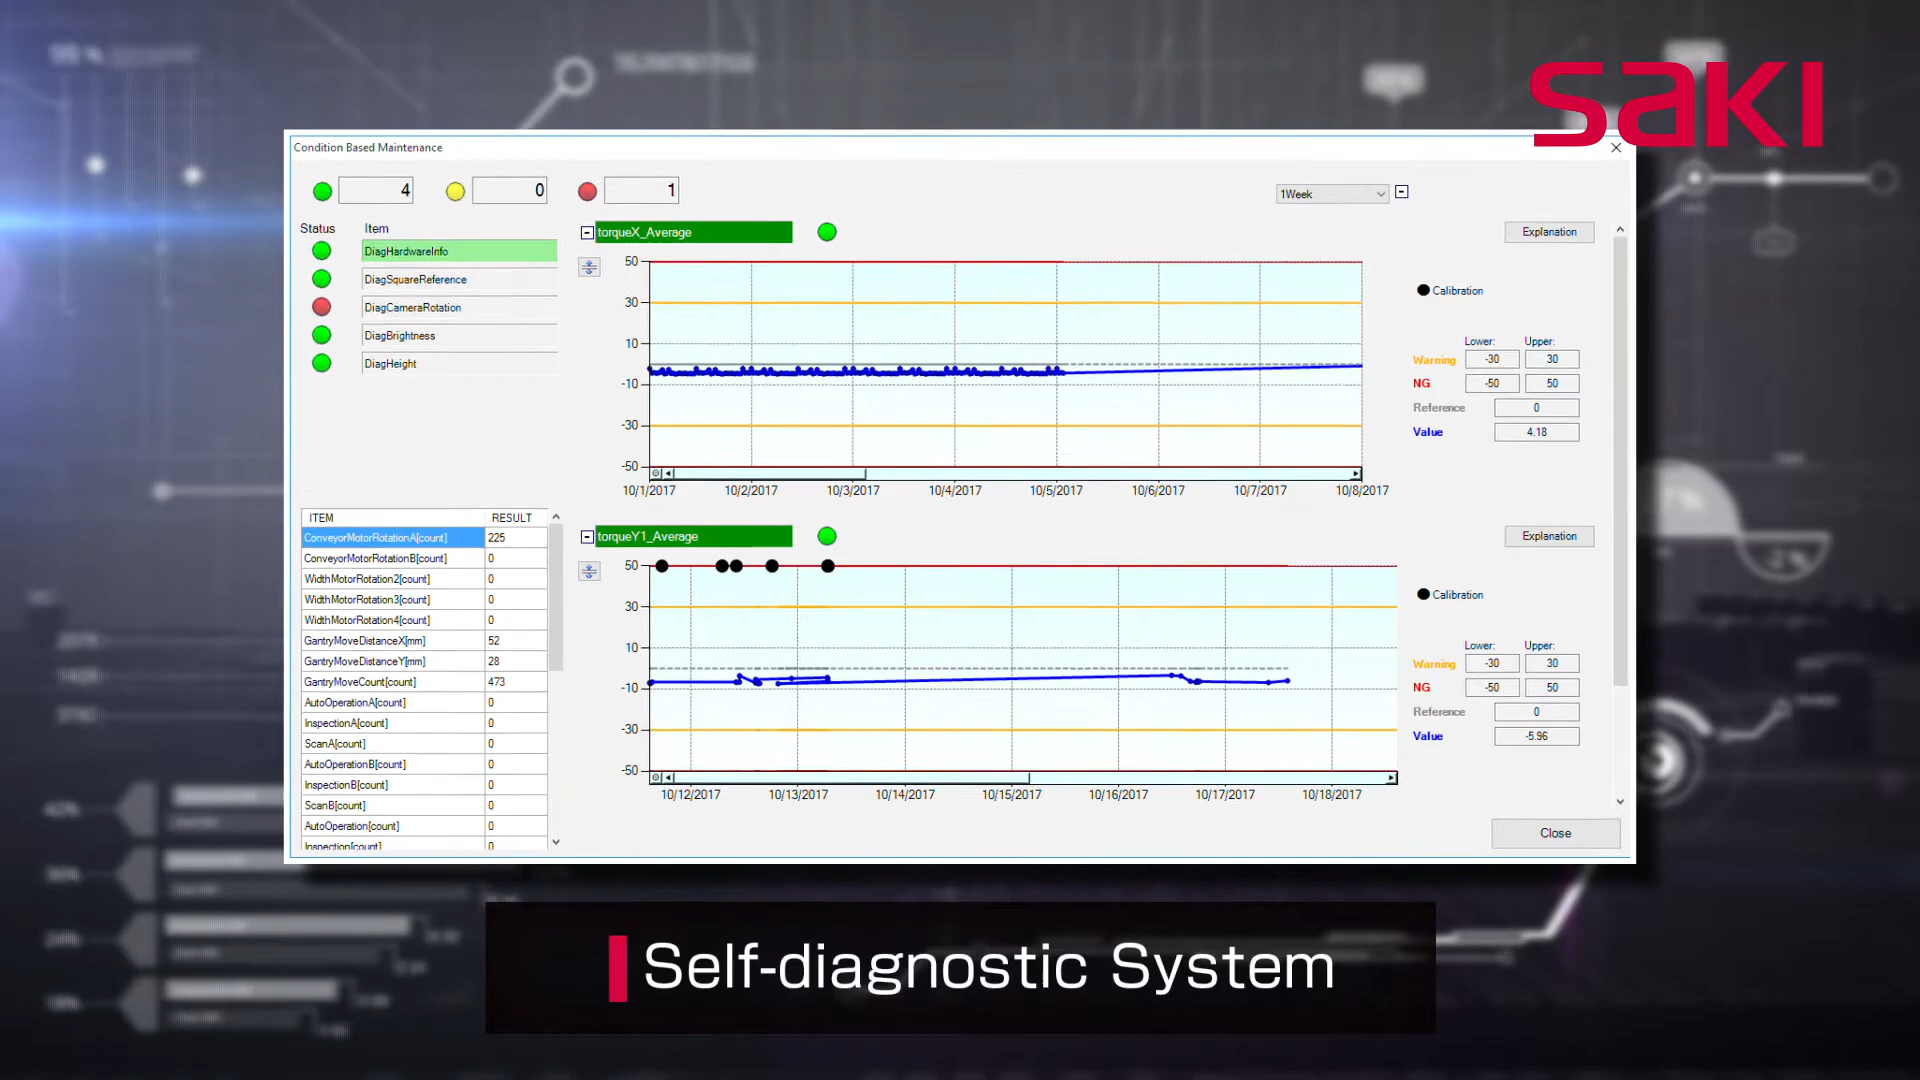 saki
Condition Based Maintenance
4 0 1
1Week
Status Item
DiagHardwareInfo
DiagSquareReference
DiagCameraRotation
DiagBrightness
DiagHeight
torqueX_Average
Explanation
50
30
10
-10
-30
-50
10/1/2017 10/2/2017 10/3/2017 10/4/2017 10/5/2017 10/6/2017 10/7/2017 10/8/2017
Calibration
Lower: Upper:
Warning -30 30
NG -50 50
Reference 0
Value 4.18
ITEM RESULT
ConveyorMotorRotationA[count] 225
ConveyorMotorRotationB[count] 0
WidthMotorRotation2[count] 0
WidthMotorRotation3[count] 0
WidthMotorRotation4[count] 0
GantryMoveDistanceX[mm] 52
GantryMoveDistanceY[mm] 28
GantryMoveCount[count] 473
AutoOperationA[count] 0
InspectionA[count] 0
ScanA[count] 0
AutoOperationB[count] 0
InspectionB[count] 0
ScanB[count] 0
AutoOperation[count] 0
Inspection[count] 0
torqueY1_Average
Explanation
50
30
10
-10
-30
-50
10/12/2017 10/13/2017 10/14/2017 10/15/2017 10/16/2017 10/17/2017 10/18/2017
Calibration
Lower: Upper:
Warning -30 30
NG -50 50
Reference 0
Value -5.96
Close
Self-diagnostic System